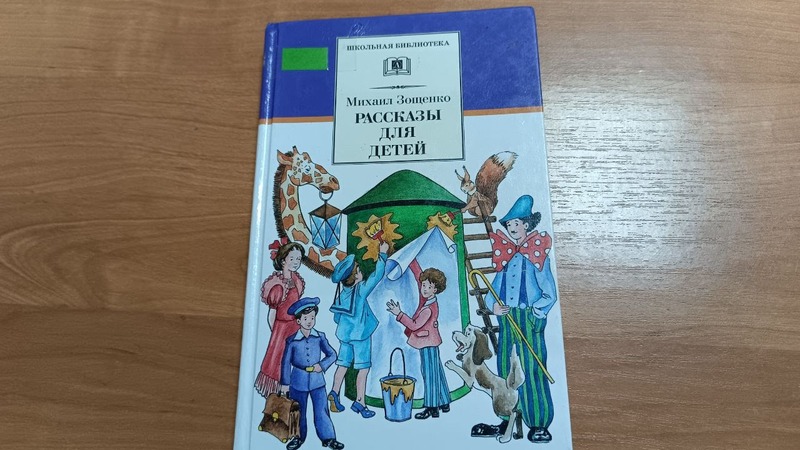 ШКОЛЬНАЯ БИБЛИОТЕКА
МИХАИЛ ЗОЩЕНКО
РАССКАЗЫ
ДЛЯ
ДЕТЕЙ